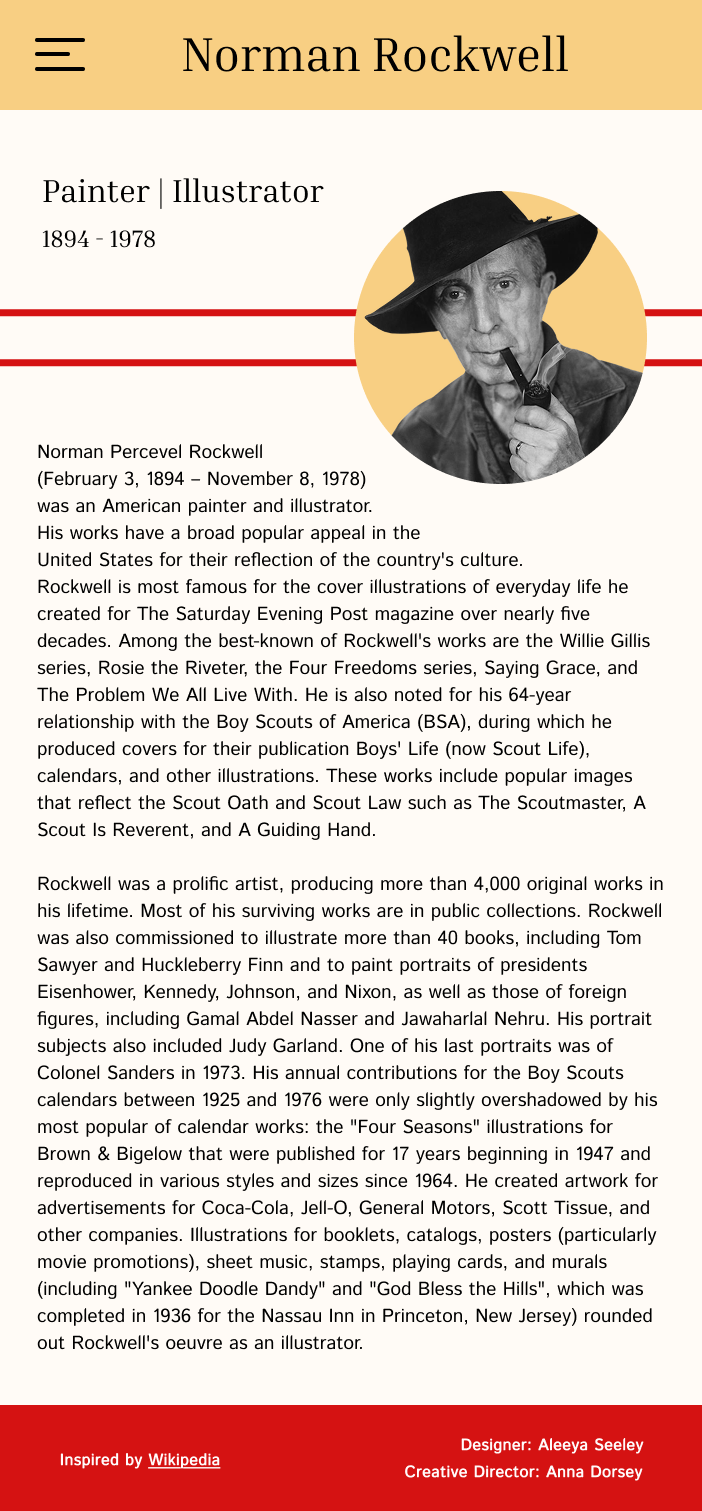 Norman Rockwell
Painter | Illustrator
1894 - 1978
Norman Percevel Rockwell
(February 3, 1894 – November 8, 1978)
was an American painter and illustrator.
His works have a broad popular appeal in the
United States for their reflection of the country's culture.
Rockwell is most famous for the cover illustrations of everyday life he
created for The Saturday Evening Post magazine over nearly five
decades. Among the best-known of Rockwell's works are the Willie Gillis
series, Rosie the Riveter, the Four Freedoms series, Saying Grace, and
The Problem We All Live With. He is also noted for his 64-year
relationship with the Boy Scouts of America (BSA), during which he
produced covers for their publication Boys' Life (now Scout Life),
calendars, and other illustrations. These works include popular images
that reflect the Scout Oath and Scout Law such as The Scoutmaster, A
Scout Is Reverent, and A Guiding Hand.
Rockwell was a prolific artist, producing more than 4,000 original works in
his lifetime. Most of his surviving works are in public collections. Rockwell
was also commissioned to illustrate more than 40 books, including Tom
Sawyer and Huckleberry Finn and to paint portraits of presidents
Eisenhower, Kennedy, Johnson, and Nixon, as well as those of foreign
figures, including Gamal Abdel Nasser and Jawaharlal Nehru. His portrait
subjects also included Judy Garland. One of his last portraits was of
Colonel Sanders in 1973. His annual contributions for the Boy Scouts
calendars between 1925 and 1976 were only slightly overshadowed by his
most popular of calendar works: the "Four Seasons" illustrations for
Brown & Bigelow that were published for 17 years beginning in 1947 and
reproduced in various styles and sizes since 1964. He created artwork for
advertisements for Coca-Cola, Jell-O, General Motors, Scott Tissue, and
other companies. Illustrations for booklets, catalogs, posters (particularly
movie promotions), sheet music, stamps, playing cards, and murals
(including "Yankee Doodle Dandy" and "God Bless the Hills", which was
completed in 1936 for the Nassau Inn in Princeton, New Jersey) rounded
out Rockwell's oeuvre as an illustrator.
Inspired by Wikipedia
Designer: Aleeya Seeley
Creative Director: Anna Dorsey